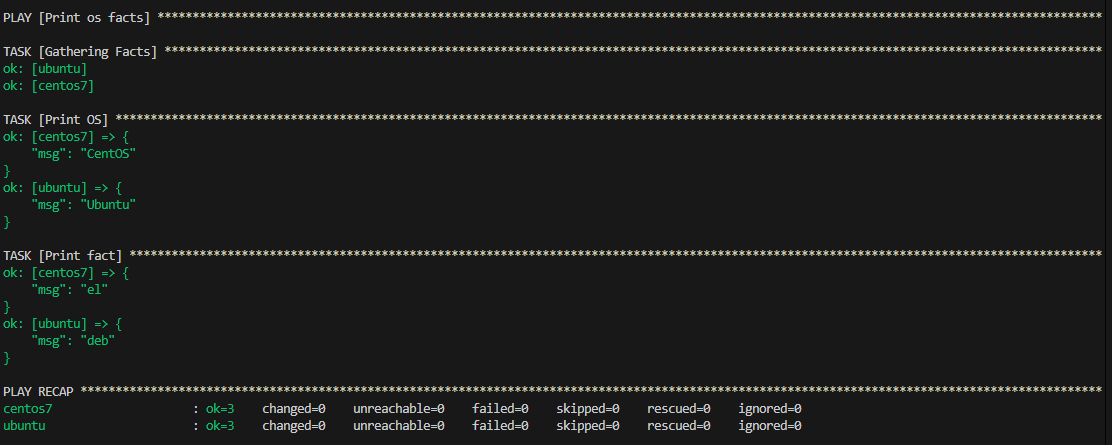 PLAY [Print os facts] ***************************************************************************************************************************************
TASK [Gathering Facts] **************************************************************************************************************************************
ok: [ubuntu]
ok: [centos7]
TASK [Print OS] *********************************************************************************************************************************************
ok: [centos7] => {
    "msg": "CentOS"
}
ok: [ubuntu] => {
    "msg": "Ubuntu"
}
TASK [Print fact] *******************************************************************************************************************************************
ok: [centos7] => {
    "msg": "el"
}
ok: [ubuntu] => {
    "msg": "deb"
}
PLAY RECAP **************************************************************************************************************************************************
centos7                    : ok=3    changed=0    unreachable=0    failed=0    skipped=0    rescued=0    ignored=0
ubuntu                     : ok=3    changed=0    unreachable=0    failed=0    skipped=0    rescued=0    ignored=0